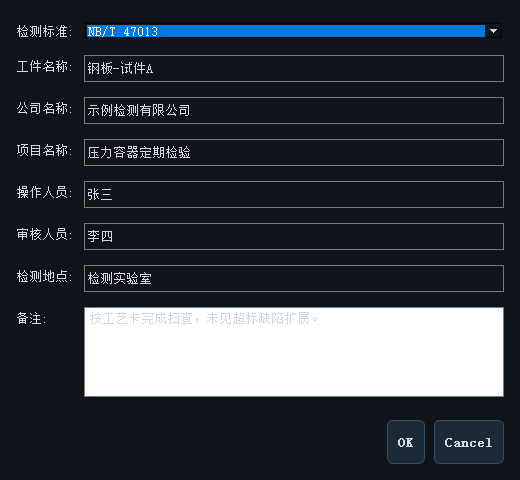 检测标准: NB/T 47013
工件名称: 钢板-试件A
公司名称: 示例检测有限公司
项目名称: 压力容器定期检验
操作人员: 张三
审核人员: 李四
检测地点: 检测实验室
备注: 按工艺卡完成扫查，未见超标缺陷扩展。
OK Cancel